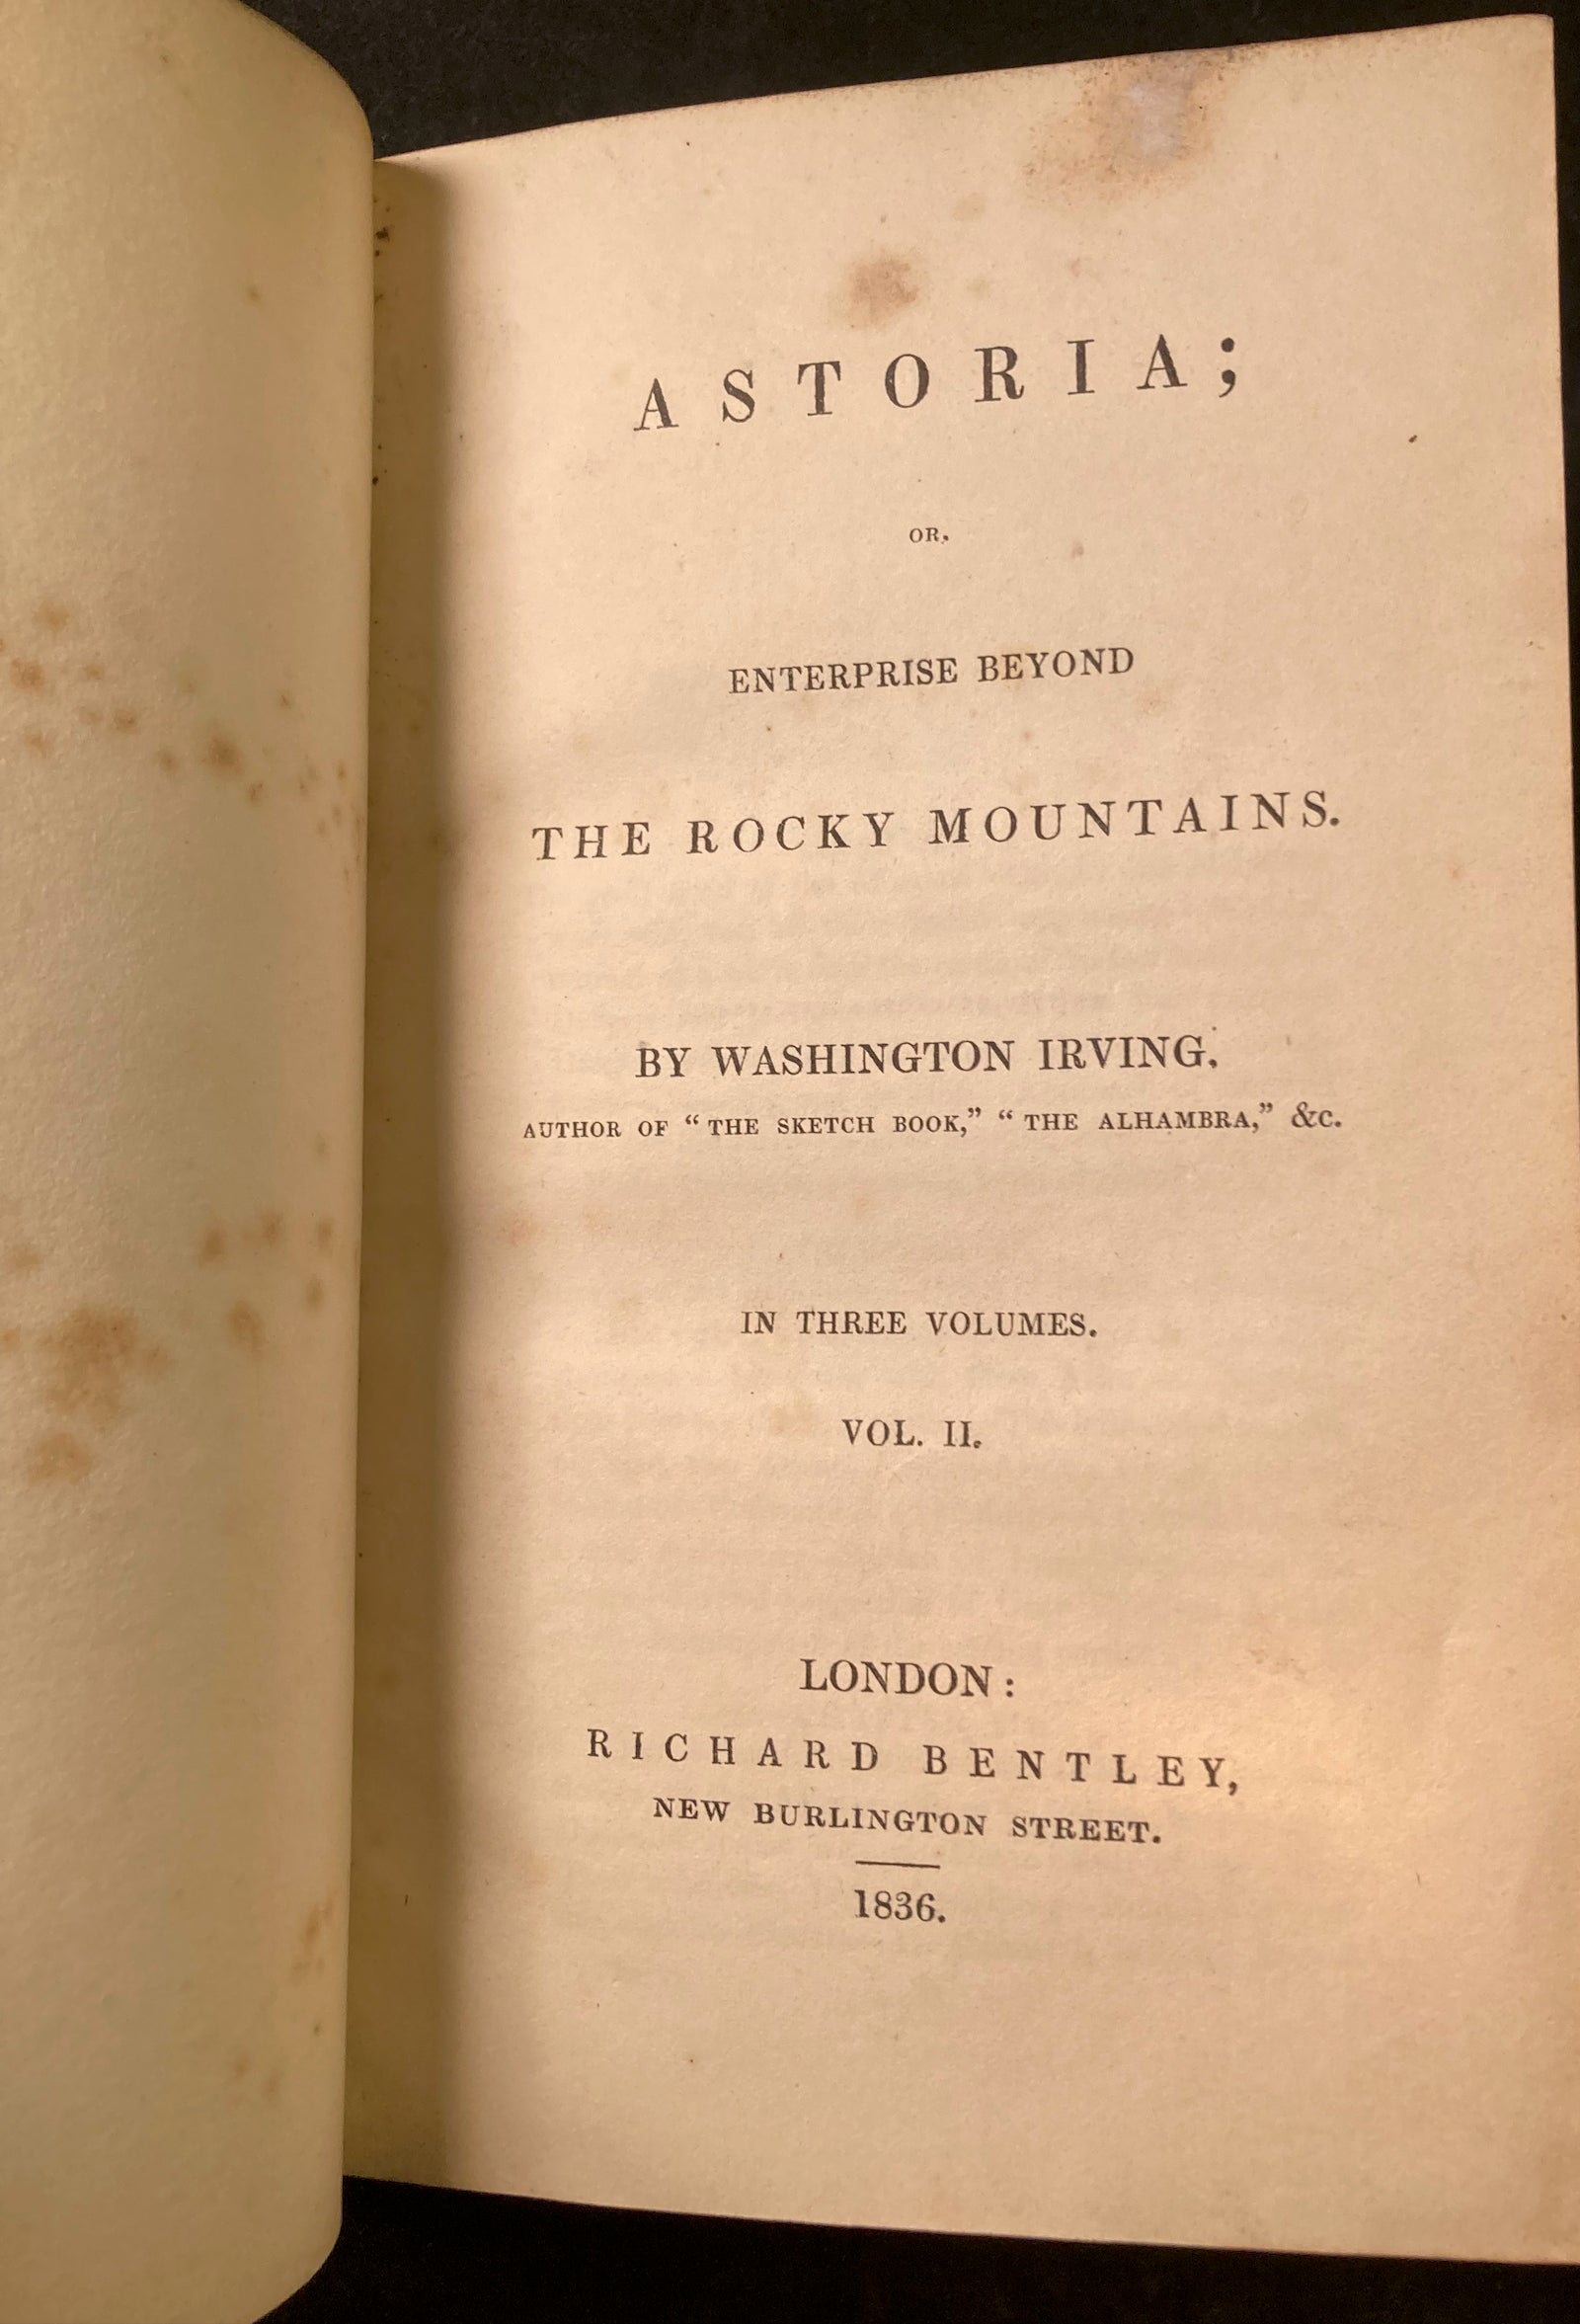 ASTORIA;
OR,
ENTERPRISE BEYOND
THE ROCKY MOUNTAINS.
BY WASHINGTON IRVING.
AUTHOR OF “THE SKETCH BOOK,” “THE ALHAMBRA,” &c.
IN THREE VOLUMES.
VOL. II.
LONDON:
RICHARD BENTLEY,
NEW BURLINGTON STREET.
1836.